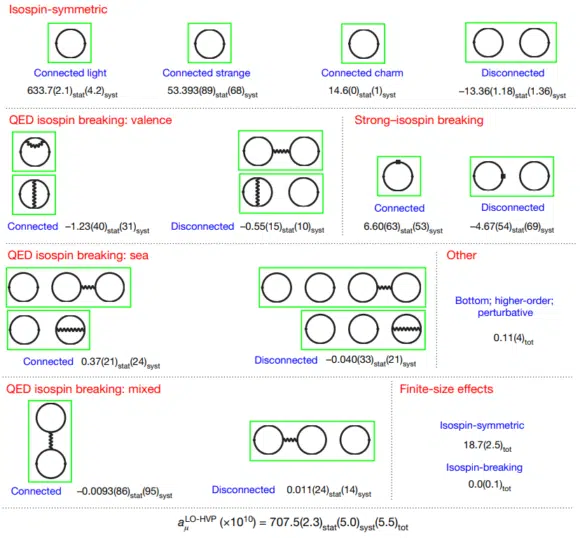 Isospin-symmetric
Connected light
Connected strange
Connected charm
Disconnected
633.7(2.1)stat(4.2)syst
53.393(89)stat(68)syst
14.6(0)stat(1)syst
−13.36(1.18)stat(1.36)syst
QED isospin breaking: valence
Strong–isospin breaking
Connected −1.23(40)stat(31)syst
Disconnected −0.55(15)stat(10)syst
Connected
Disconnected
6.60(63)stat(53)syst
−4.67(54)stat(69)syst
QED isospin breaking: sea
Other
Bottom; higher-order;
perturbative
0.11(4)tot
Connected 0.37(21)stat(24)syst
Disconnected −0.040(33)stat(21)syst
QED isospin breaking: mixed
Finite-size effects
Isospin-symmetric
18.7(2.5)tot
Isospin-breaking
0.0(0.1)tot
Connected −0.0093(86)stat(95)syst
Disconnected 0.011(24)stat(14)syst
aμLO-HVP (×10¹⁰) = 707.5(2.3)stat(5.0)syst(5.5)tot